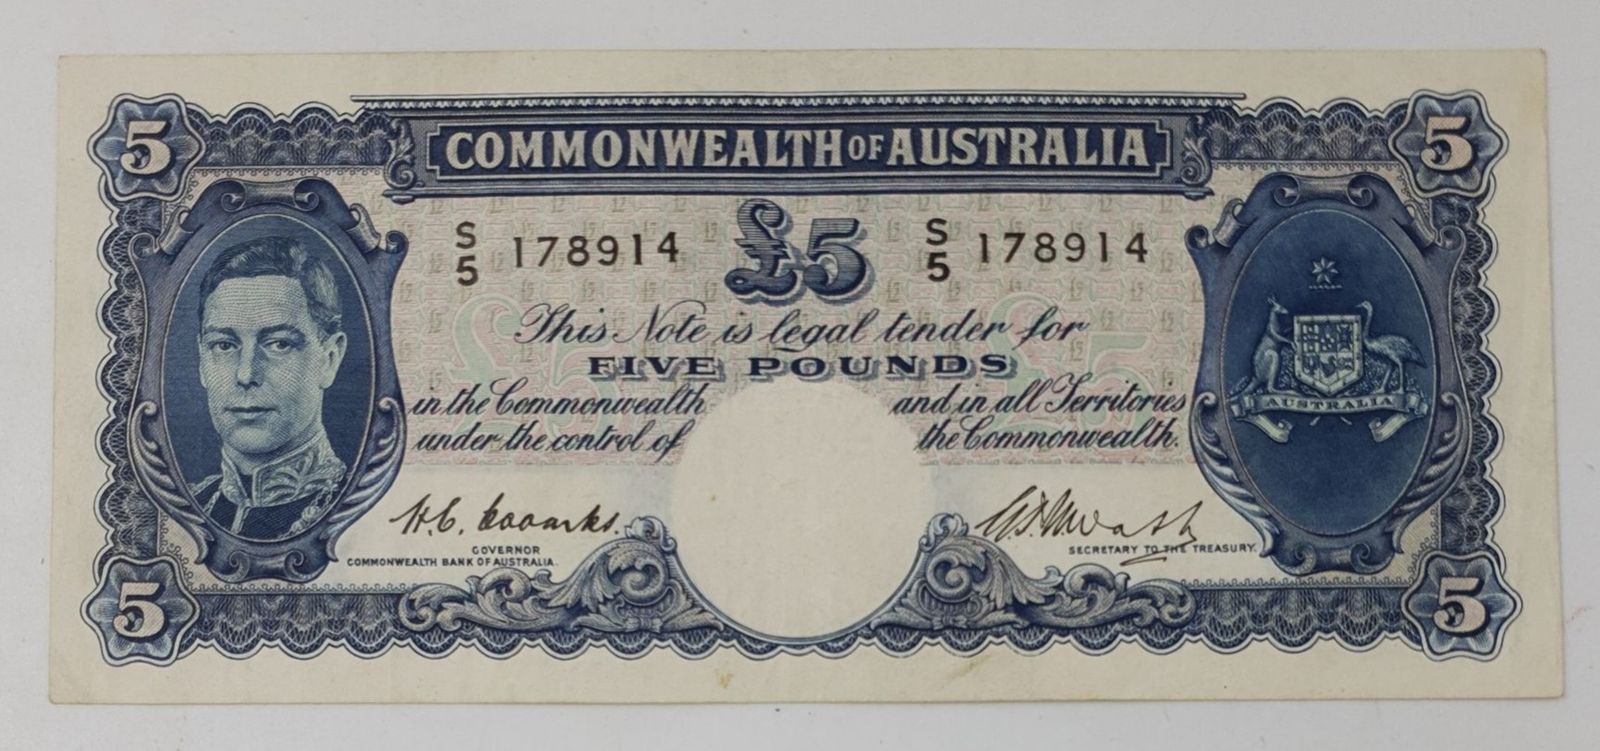 5
5
COMMONWEALTH OF AUSTRALIA
S/5 178914
£5
S/5 178914
This Note is legal tender for
FIVE POUNDS
in the Commonwealth and in all Territories
under the control of the Commonwealth.
AUSTRALIA
H.C. Coombs.
GOVERNOR
COMMONWEALTH BANK OF AUSTRALIA.
SECRETARY TO THE TREASURY.
5
5